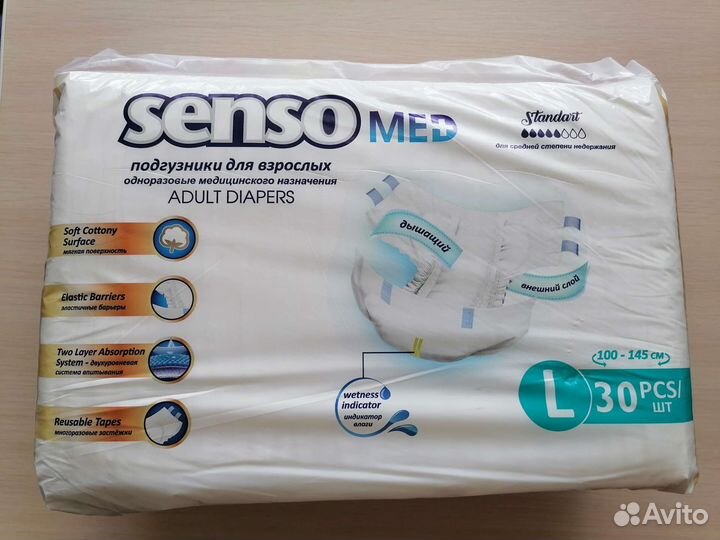 senso MED
подгузники для взрослых
одноразовые медицинского назначения
ADULT DIAPERS
Standart
для средней степени недержания
Soft Cottony
Surface
мягкая поверхность
Elastic Barriers
эластичные барьеры
Two Layer Absorption
System - двухуровневая
система впитывания
Reusable Tapes
многоразовые застёжки
дышащий
внешний слой
wetness
indicator
индикатор
влаги
100 - 145 см
L 30 PCS/
ШТ
Avito